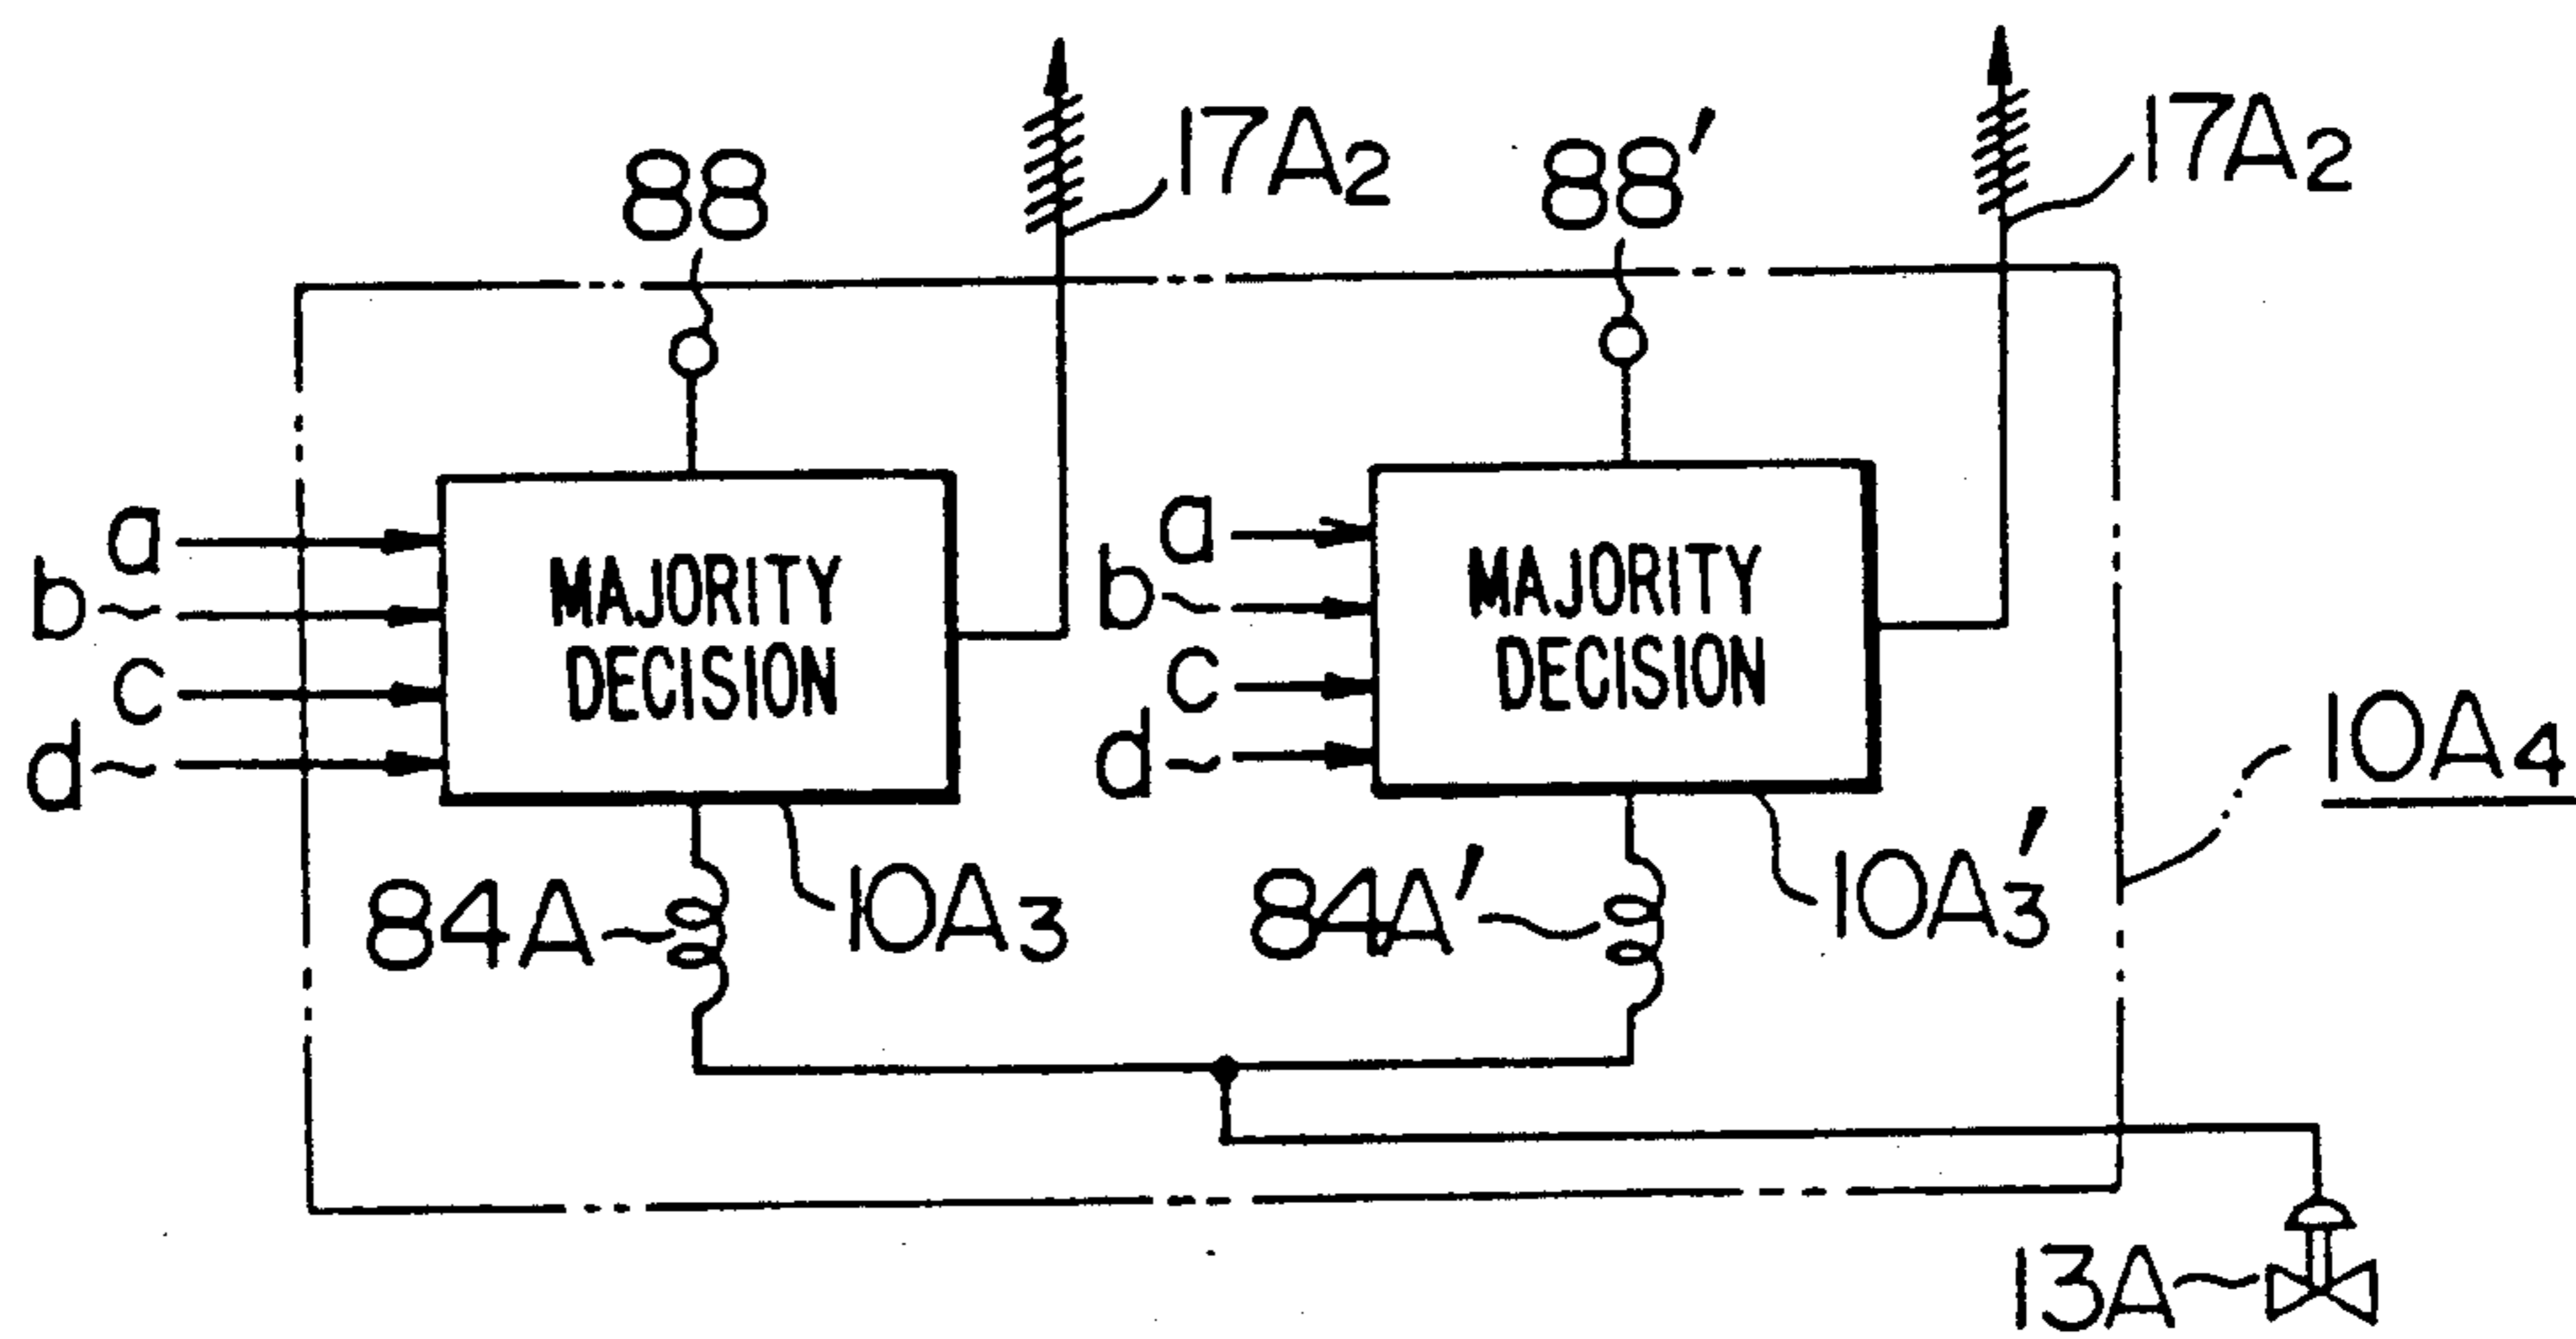 88
17A2
88'
17A2
a
b
c
d
MAJORITY
DECISION
a
b
c
d
MAJORITY
DECISION
10A4
84A
10A3
84A'
10A3'
13A